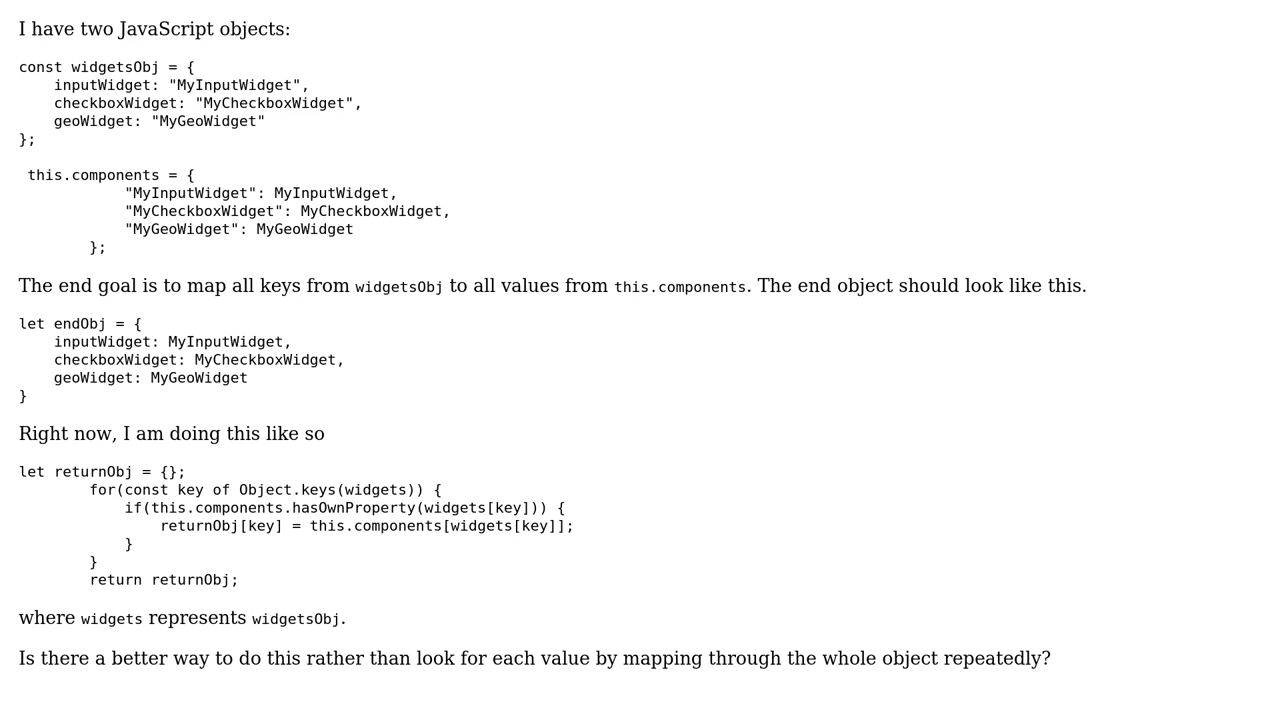 I have two JavaScript objects:
const widgetsObj = {
    inputWidget: "MyInputWidget",
    checkboxWidget: "MyCheckboxWidget",
    geoWidget: "MyGeoWidget"
};
 this.components = {
            "MyInputWidget": MyInputWidget,
            "MyCheckboxWidget": MyCheckboxWidget,
            "MyGeoWidget": MyGeoWidget
        };
The end goal is to map all keys from widgetsObj to all values from this.components. The end object should look like this.
let endObj = {
    inputWidget: MyInputWidget,
    checkboxWidget: MyCheckboxWidget,
    geoWidget: MyGeoWidget
}
Right now, I am doing this like so
let returnObj = {};
        for(const key of Object.keys(widgets)) {
            if(this.components.hasOwnProperty(widgets[key])) {
                returnObj[key] = this.components[widgets[key]];
            }
        }
        return returnObj;
where widgets represents widgetsObj.
Is there a better way to do this rather than look for each value by mapping through the whole object repeatedly?